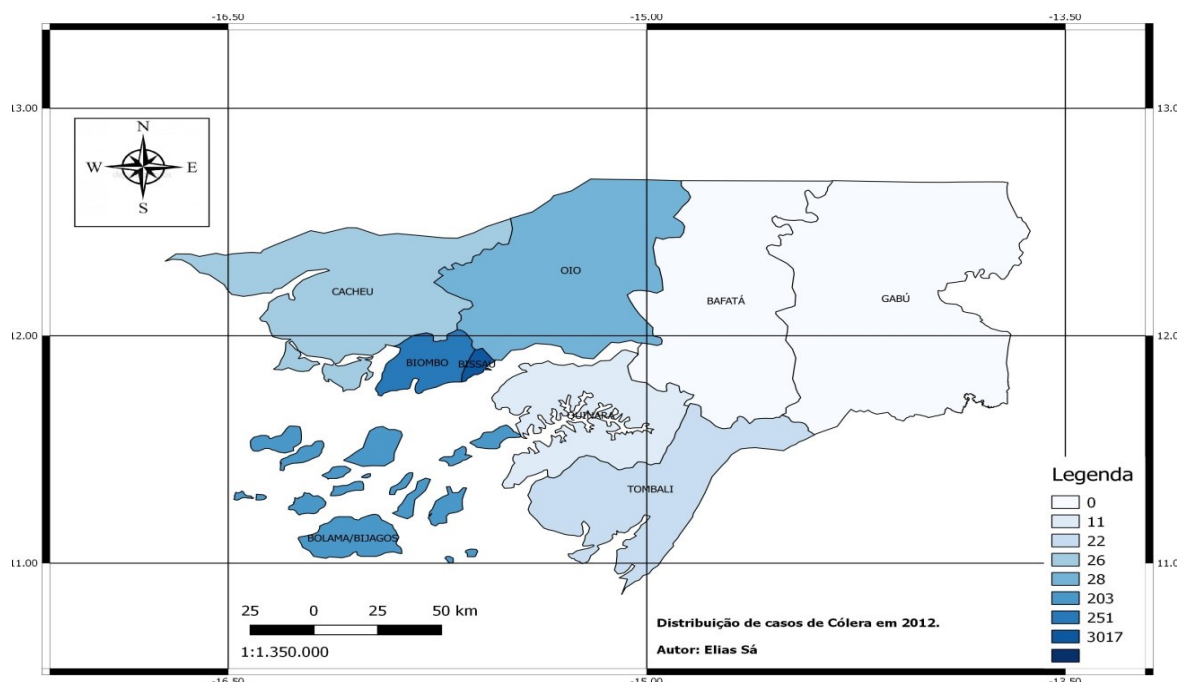 -16.50 -15.00 -13.50
13.00 13.0
N
W E
S
OIO
CACHEU
BAFATÁ
GABÚ
12.00 12.0
BIOMBO
BISSAU
QUINARA
Legenda
TOMBALI
0
11
22
BOLAMA/BIJAGOS
11.00 11.0
26
28
25 0 25 50 km
203
Distribuição de casos de Cólera em 2012.
251
3017
1:1.350.000
Autor: Elias Sá
-16.50 -15.00 -13.50